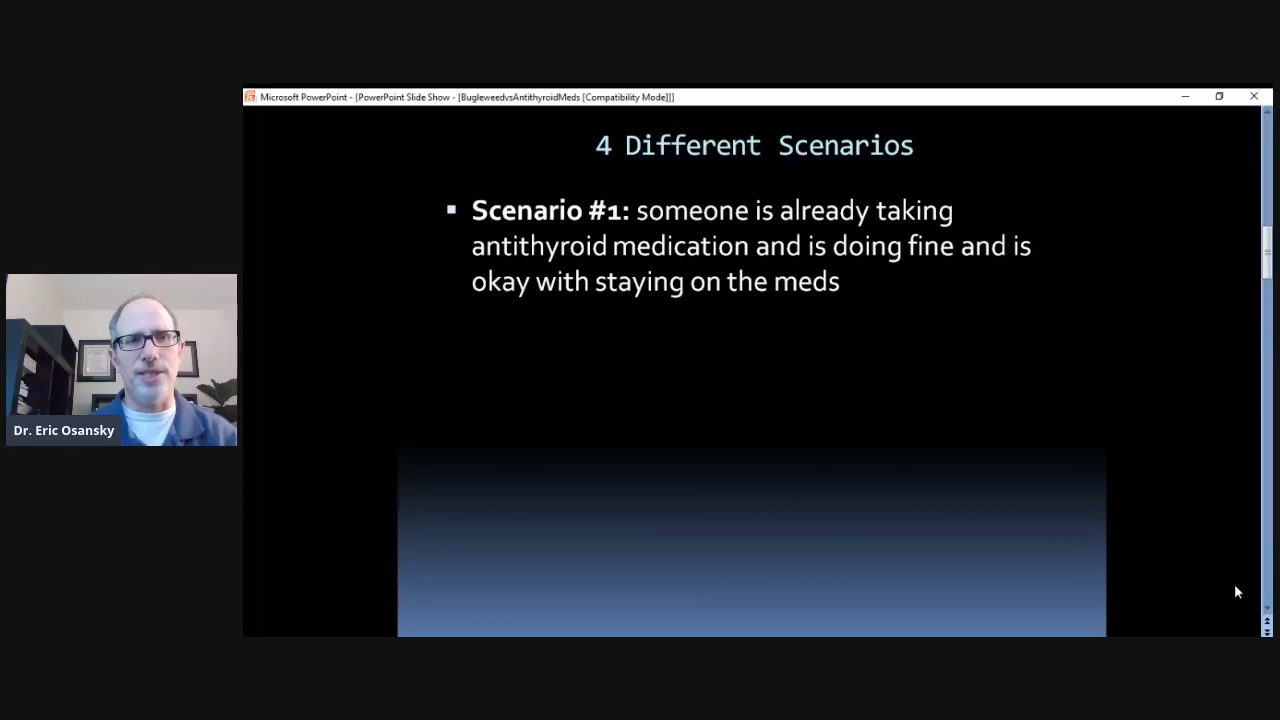 Microsoft PowerPoint - [PowerPoint Slide Show - [BugleweedvsAntithyroidMeds [Compatibility Mode]]]
4 Different Scenarios
Scenario #1: someone is already taking
antithyroid medication and is doing fine and is
okay with staying on the meds
Dr. Eric Osansky